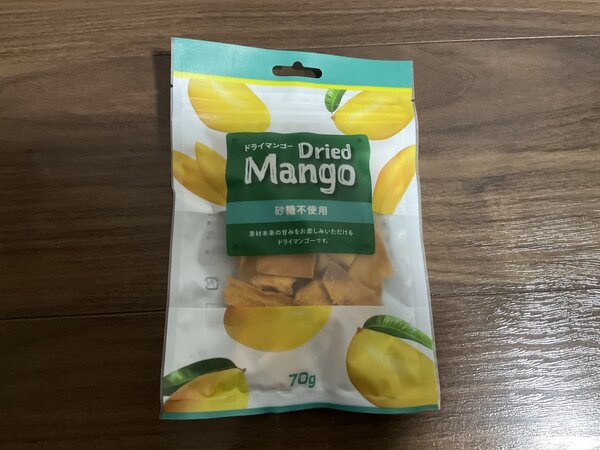 ドライマンゴー Dried
Mango
砂糖不使用
素材本来の甘みをお楽しみいただける
ドライマンゴーです。
70g